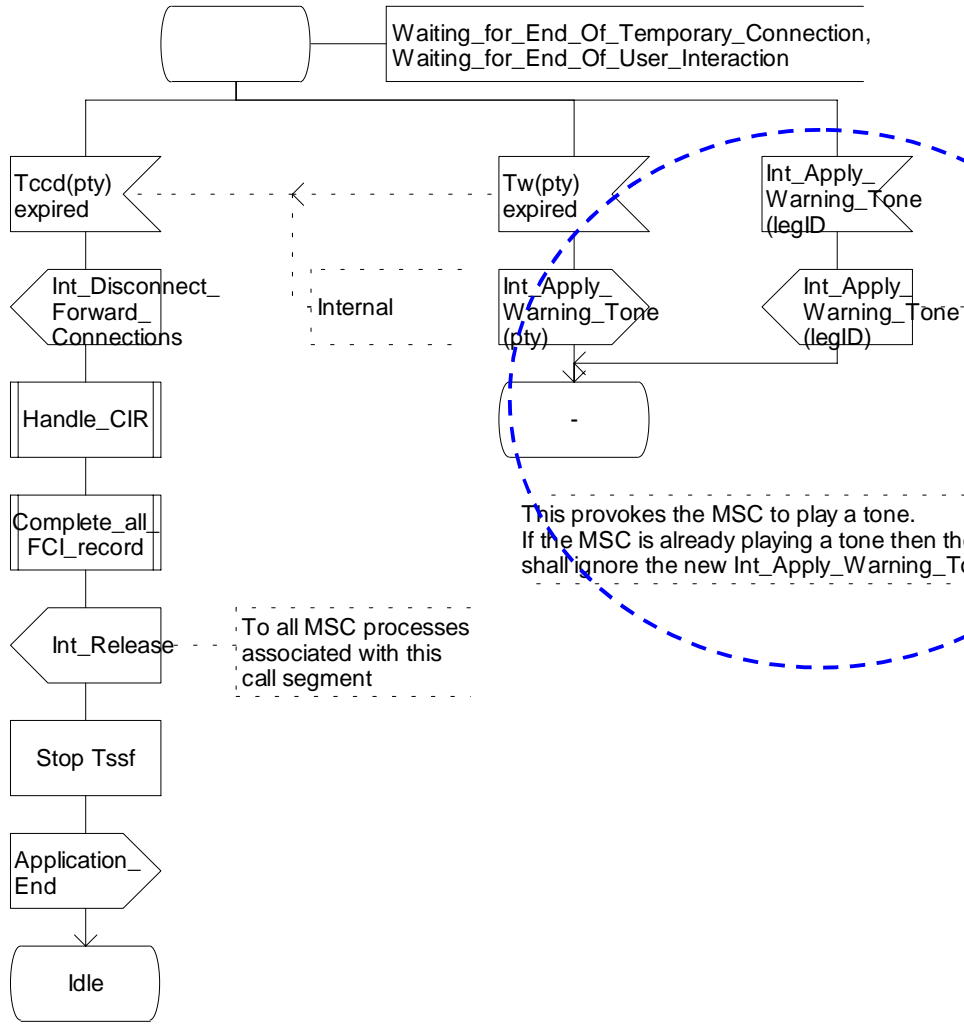 Waiting_for_End_Of_Temporary_Connection,
Waiting_for_End_Of_User_Interaction
Tccd(pty)
expired
Tw(pty)
expired
Int_Apply_
Warning_Tone
(legID
Int_Disconnect_
Forward_
Connections
Internal
Int_Apply_
Warning_Tone
(pty)
Int_Apply_
Warning_Tone
(legID)
Handle_CIR
-
Complete_all_
FCI_record
This provokes the MSC to play a tone.
If the MSC is already playing a tone then the
shall ignore the new Int_Apply_Warning_To
Int_Release
To all MSC processes
associated with this
call segment
Stop Tssf
Application_
End
Idle